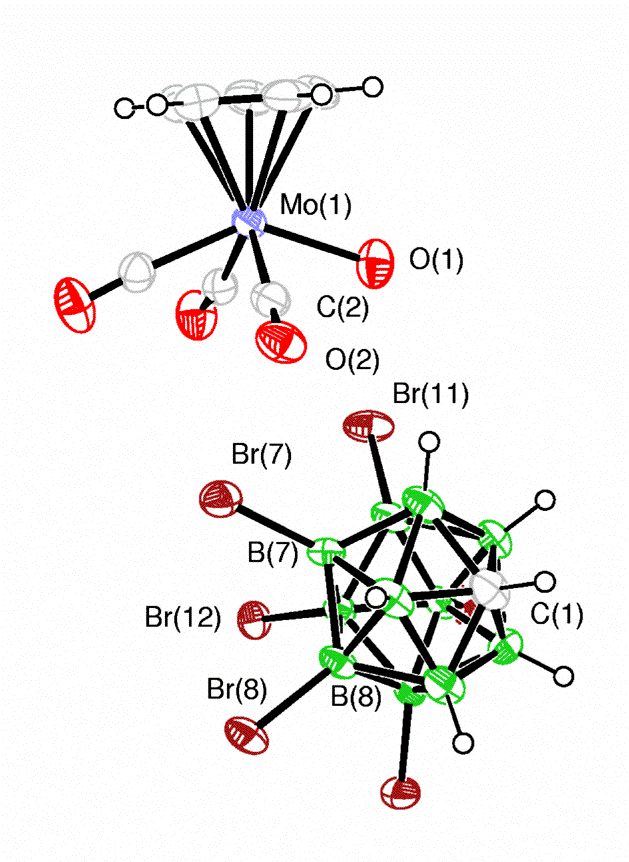 Mo(1)
O(1)
C(2)
O(2)
Br(11)
Br(7)
B(7)
Br(12)
C(1)
Br(8)
B(8)